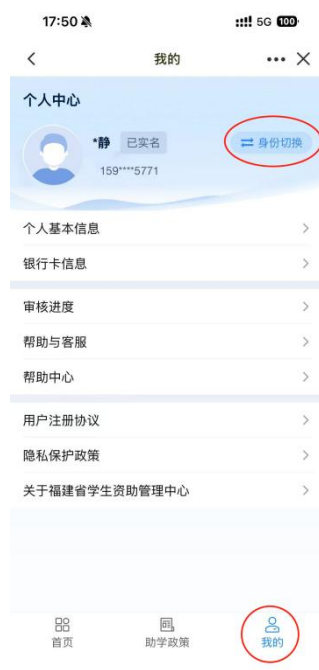 17:50 5G 100
我的
个人中心
*静 已实名 身份切换
159****5771
个人基本信息
银行卡信息
审核进度
帮助与客服
帮助中心
用户注册协议
隐私保护政策
关于福建省学生资助管理中心
首页 助学政策 我的